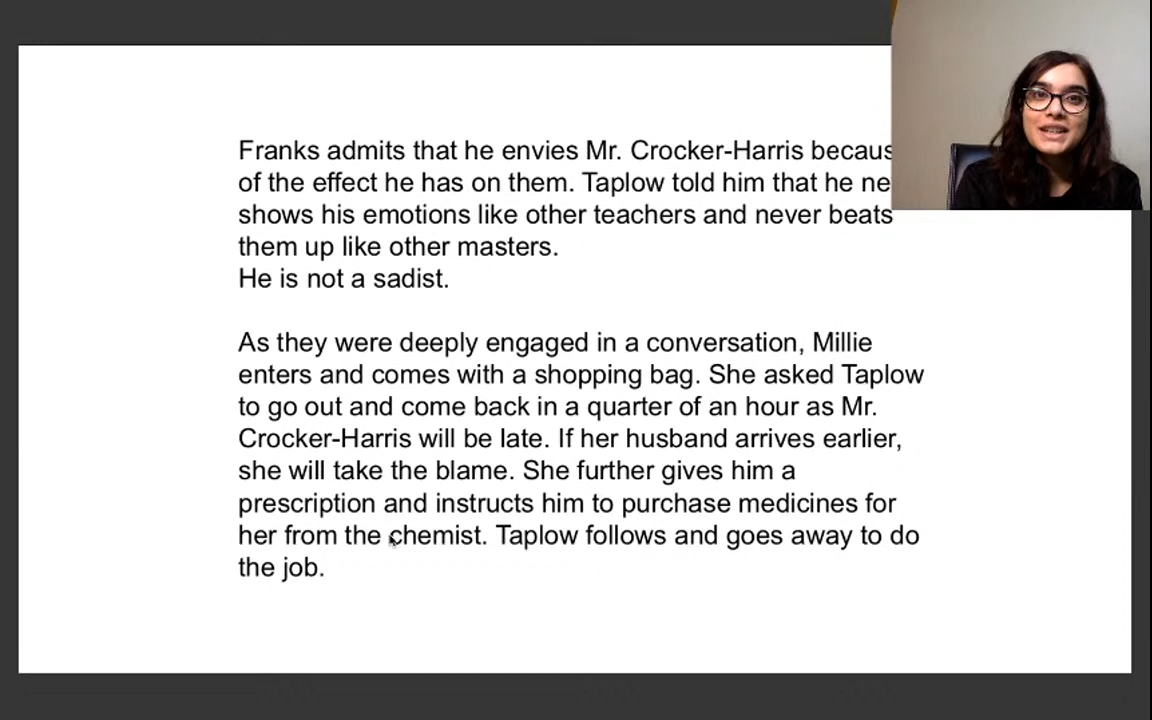 Franks admits that he envies Mr. Crocker-Harris
of the effect he has on them. Taplow told him that he
shows his emotions like other teachers and never beats
them up like other masters.
He is not a sadist.
As they were deeply engaged in a conversation, Millie
enters and comes with a shopping bag. She asked Taplow
to go out and come back in a quarter of an hour as Mr.
Crocker-Harris will be late. If her husband arrives earlier,
she will take the blame. She further gives him a
prescription and instructs him to purchase medicines for
her from the chemist. Taplow follows and goes away to do
the job.